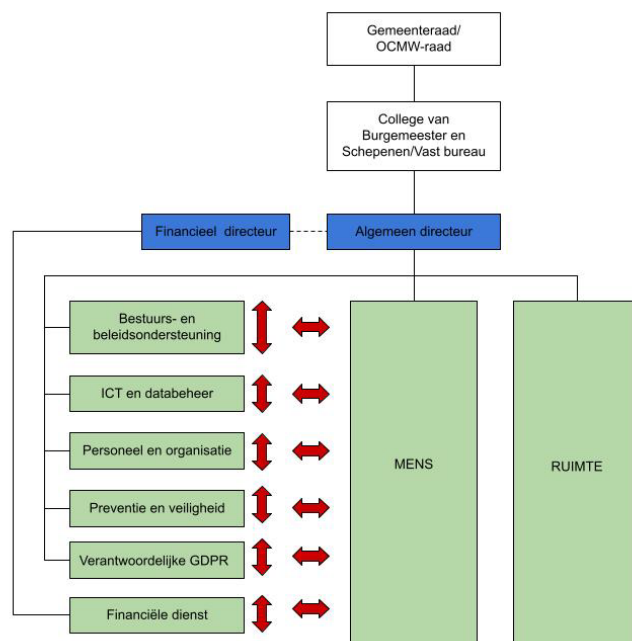 Gemeenteraad/
OCMW-raad
College van
Burgemeester en
Schepenen/Vast bureau
Financieel directeur
Algemeen directeur
Bestuurs- en
beleidsondersteuning
ICT en databeheer
Personeel en organisatie
Preventie en veiligheid
Verantwoordelijke GDPR
Financiële dienst
MENS
RUIMTE